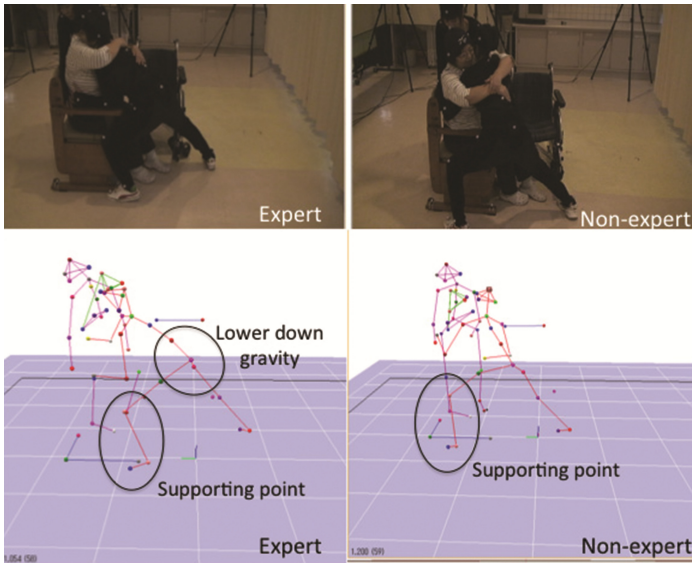 Expert
Non-expert
Lower down
gravity
Supporting point
Expert
1.054 (58)
Supporting point
Non-expert
1.200 (59)